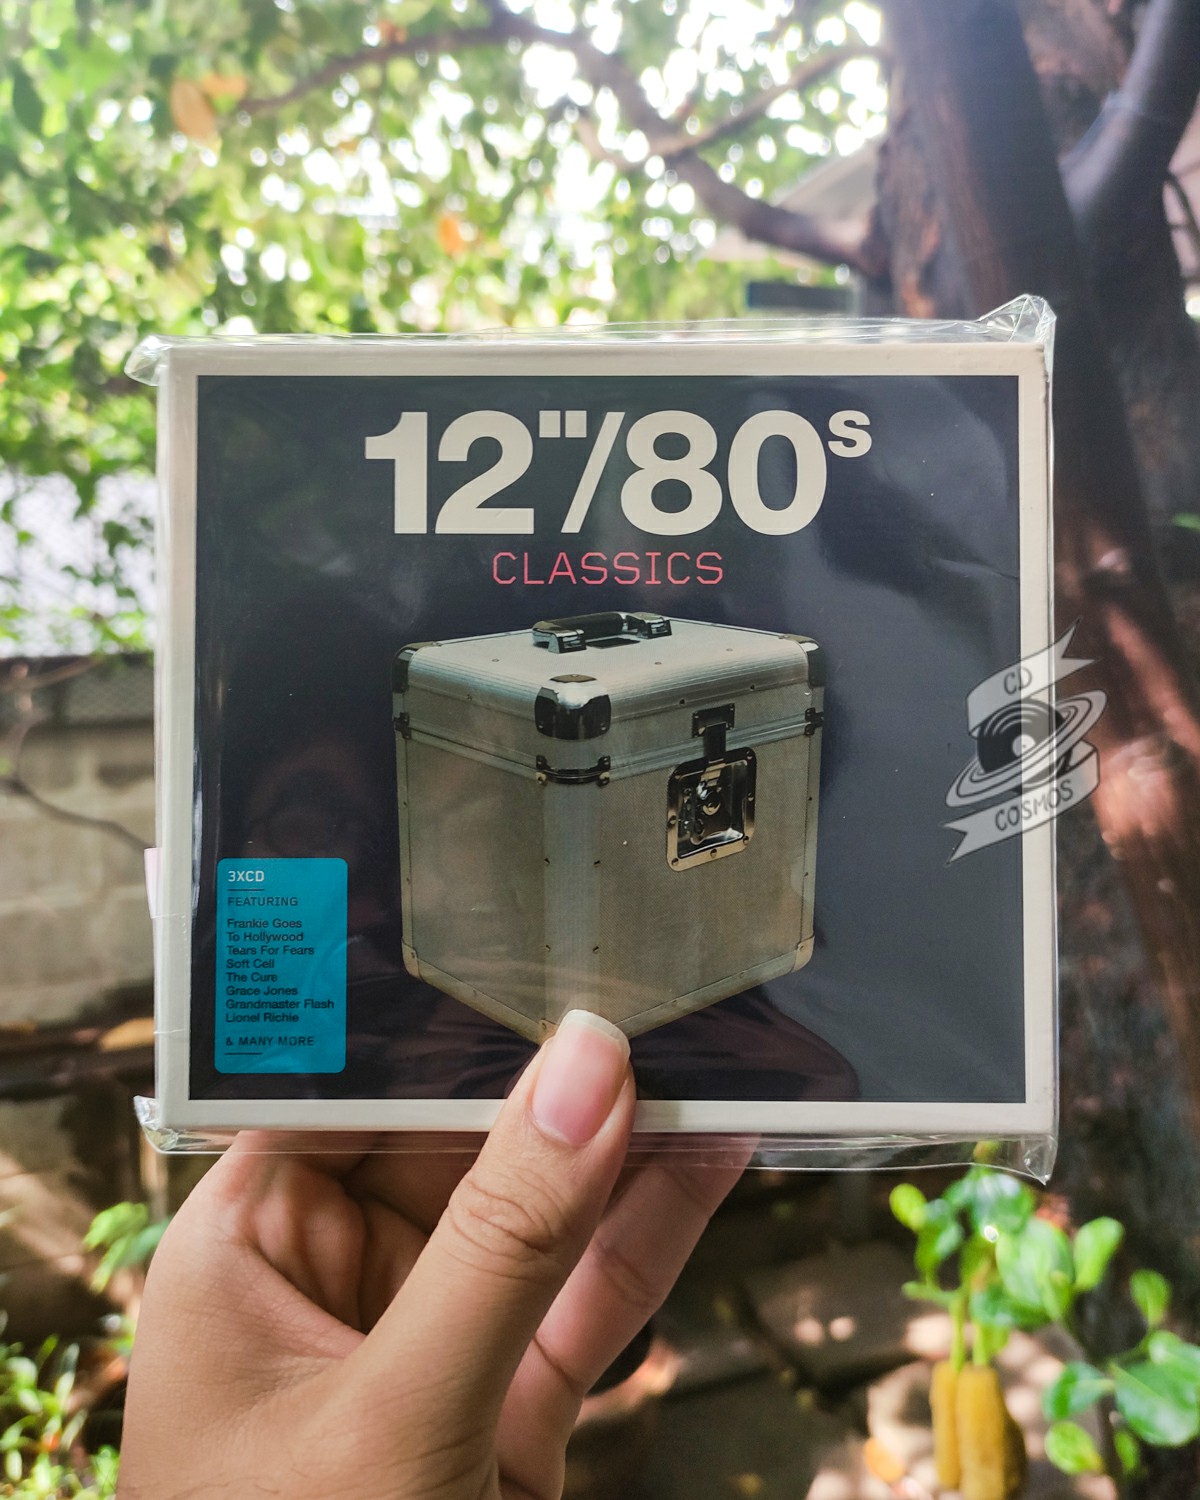 12"/80s
CLASSICS
CD
COSMOS
3XCD
FEATURING
Frankie Goes
To Hollywood
Tears For Fears
Soft Cell
The Cure
Grace Jones
Grandmaster Flash
Lionel Richie
& MANY MORE